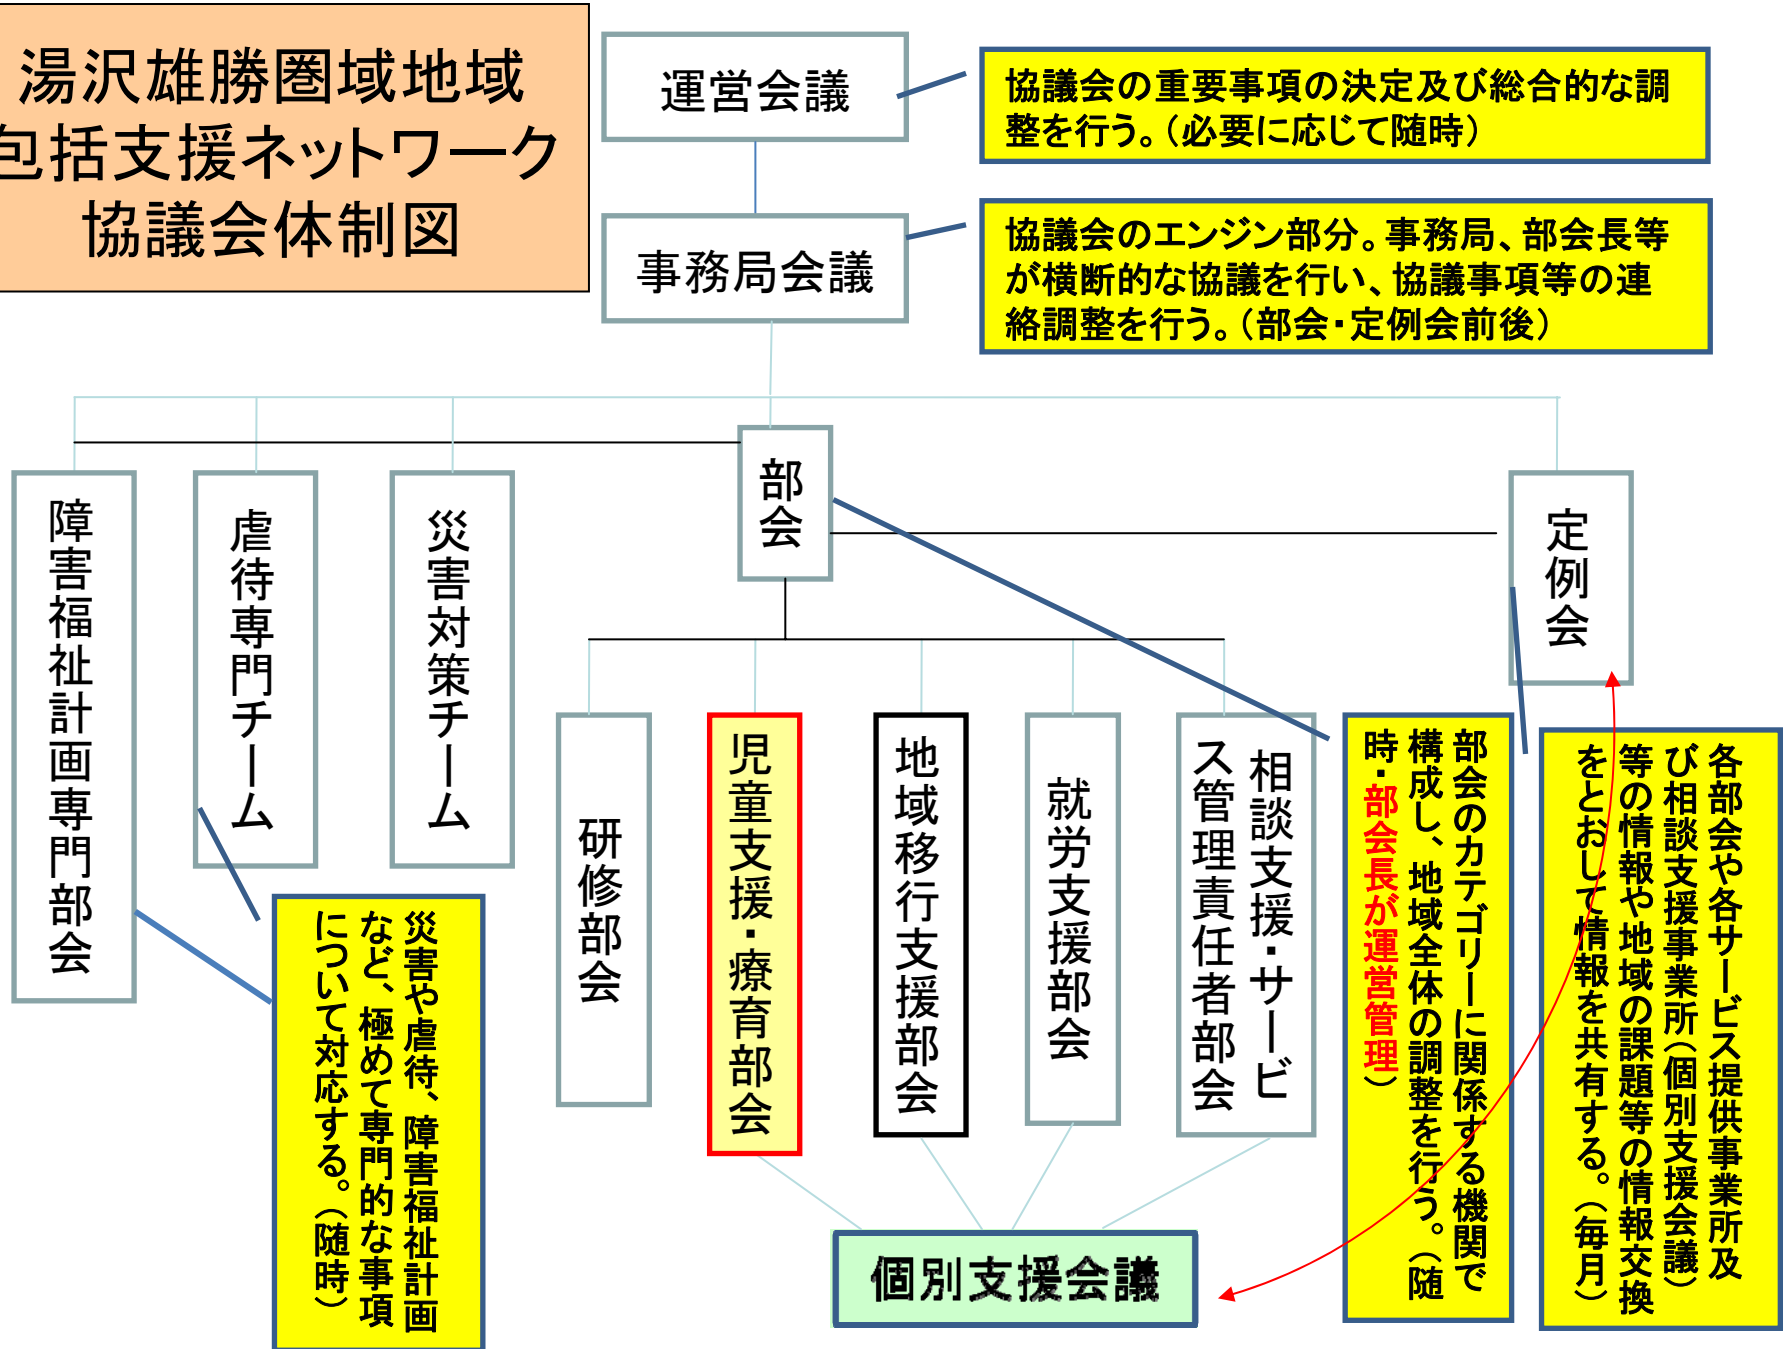 湯沢雄勝圏域地域
包括支援ネットワーク
協議会体制図
運営会議
協議会の重要事項の決定及び総合的な調
整を行う。（必要に応じて随時）
事務局会議
協議会のエンジン部分。事務局、部会長等
が横断的な協議を行い、協議事項等の連
絡調整を行う。（部会・定例会前後）
障害福祉計画専門部会
虐待専門チーム
災害対策チーム
部会
定例会
研修部会
児童支援・療育部会
地域移行支援部会
就労支援部会
相談支援・サービ
ス管理責任者部会
部会のカテゴリーに関係する機関で
構成し、地域全体の調整を行う。（随
時・部会長が運営管理）
各部会や各サービス提供事業所及
び相談支援事業所（個別支援会議）
等の情報や地域の課題等の情報交換
をとおして情報を共有する。（毎月）
災害や虐待、障害福祉計画
など、極めて専門的な事項
について対応する。（随時）
個別支援会議